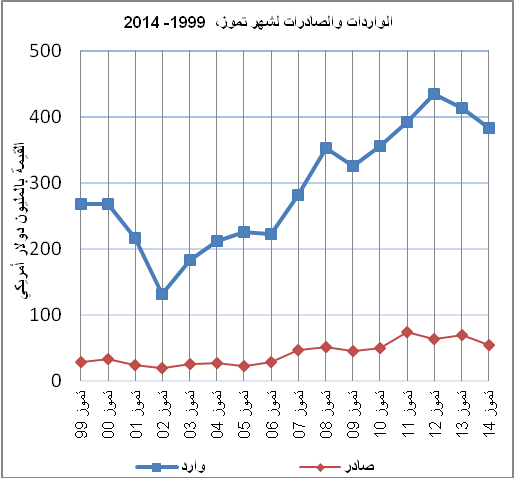 الواردات والصادرات لشهر تموز، 1999- 2014
القيمة بالمليون دولار أمريكي
500
400
300
200
100
0
تموز 99
تموز 00
تموز 01
تموز 02
تموز 03
تموز 04
تموز 05
تموز 06
تموز 07
تموز 08
تموز 09
تموز 10
تموز 11
تموز 12
تموز 13
تموز 14
وارد
صادر